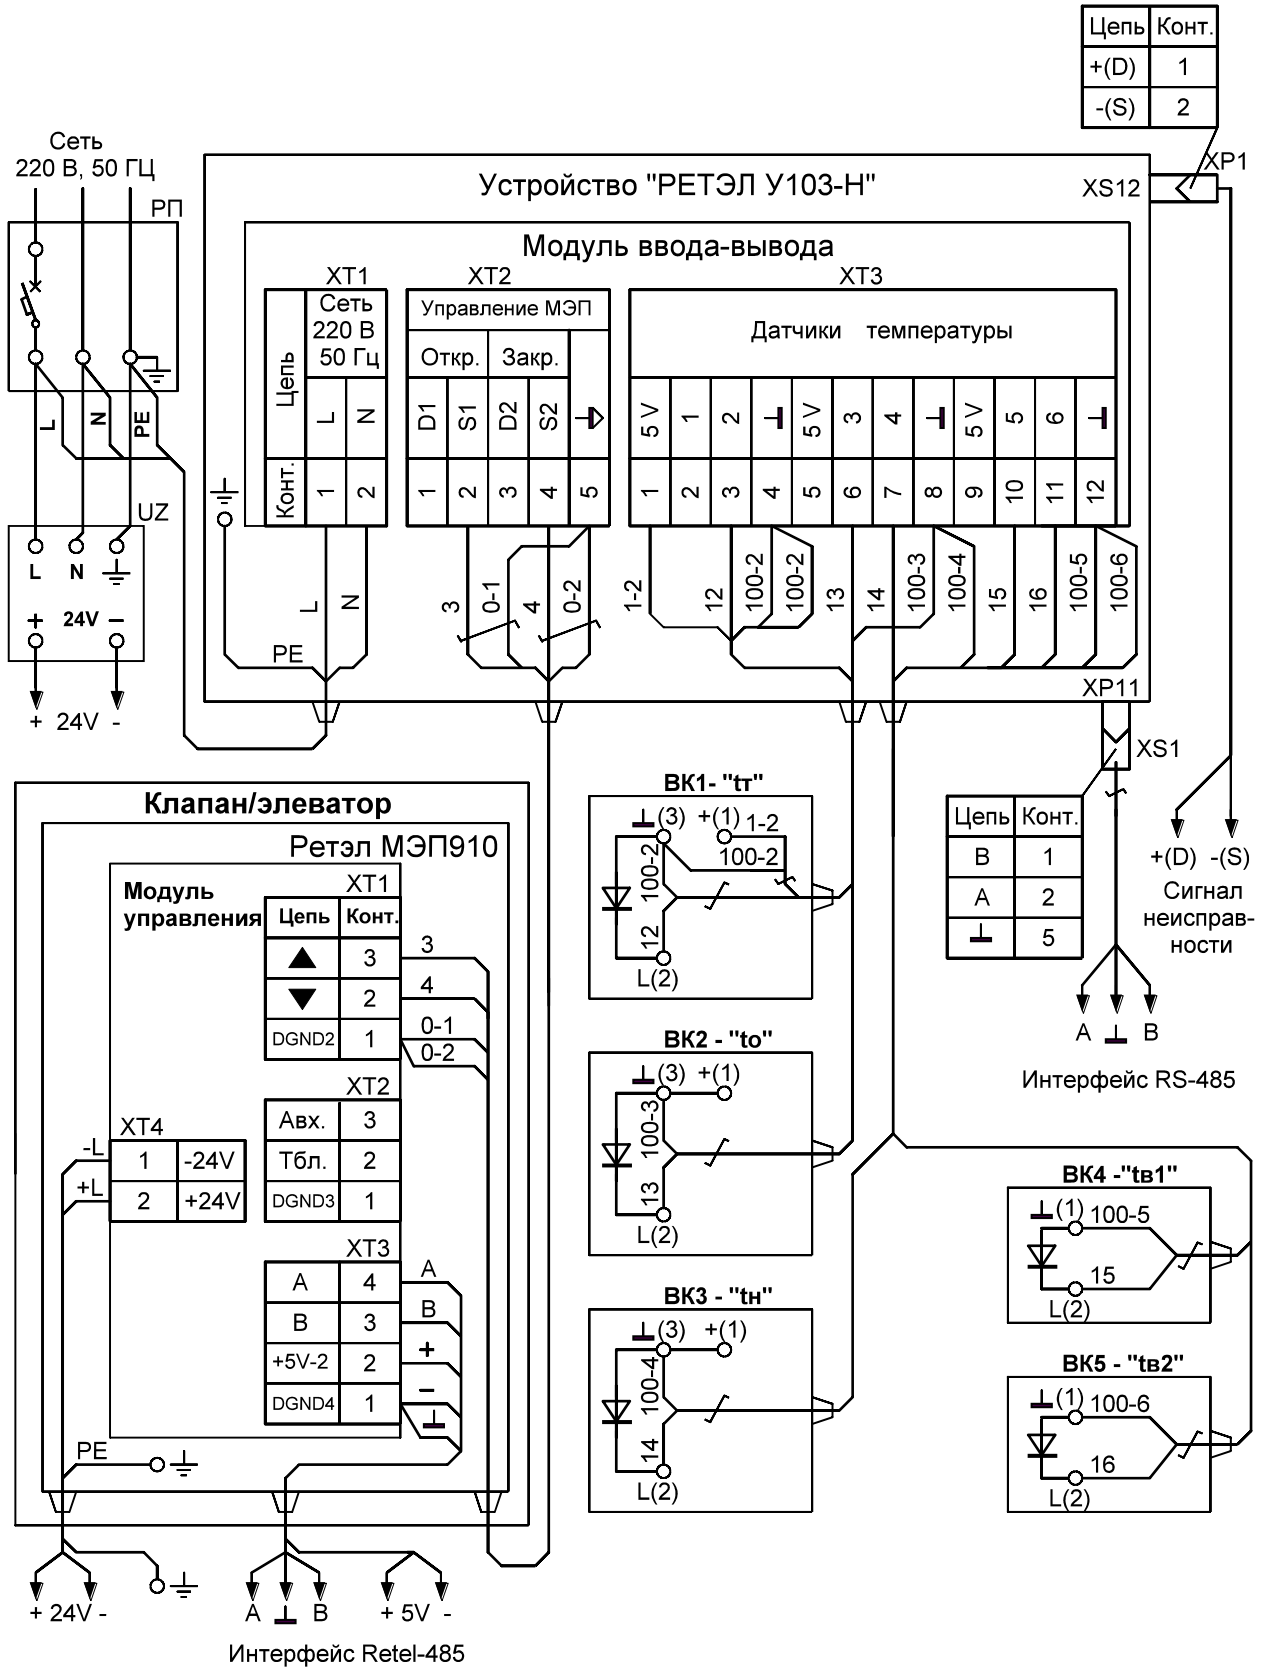 Цепь Конт.
+(D) 1
-(S) 2
XP1
XS12
Сеть
220 В, 50 ГЦ
РП
Устройство "РЕТЭЛ У103-Н"
Модуль ввода-вывода
XT1
XT2
XT3
Цепь
Сеть
220 В
50 Гц
Управление МЭП
Откр. Закр.
Датчики температуры
L N
D1 S1 D2 S2
5 V 1 2 5 V 3 4 5 V 5 6
Конт.
1 2
1 2 3 4 5
1 2 3 4 5 6 7 8 9 10 11 12
L N PE
UZ
L N
+ 24V -
+ 24V -
L N
PE
3 0-1 4 0-2
1-2 12 100-2 100-2 13 14 100-3 100-4 15 16 100-5 100-6
XP11
XS1
Цепь Конт.
B 1
A 2
5
+(D) -(S)
Сигнал
неисправ-
ности
A B
Интерфейс RS-485
Клапан/элеватор
Ретэл МЭП910
Модуль
управления
XT1
Цепь Конт.
3
2
DGND2 1
3
4
0-1
0-2
XT2
Авх. 3
Тбл. 2
DGND3 1
XT4
1 -24V
2 +24V
-L
+L
XT3
A 4
B 3
+5V-2 2
DGND4 1
A
B
+
-
PE
+ 24V -
A B
+ 5V -
Интерфейс Retel-485
ВК1- "tт"
(3) +(1) 1-2
100-2
100-2
12
L(2)
ВК2 - "tо"
(3) +(1)
100-3
13
L(2)
ВК3 - "tн"
(3) +(1)
100-4
14
L(2)
ВК4 -"tв1"
(1) 100-5
15
L(2)
ВК5 - "tв2"
(1) 100-6
16
L(2)